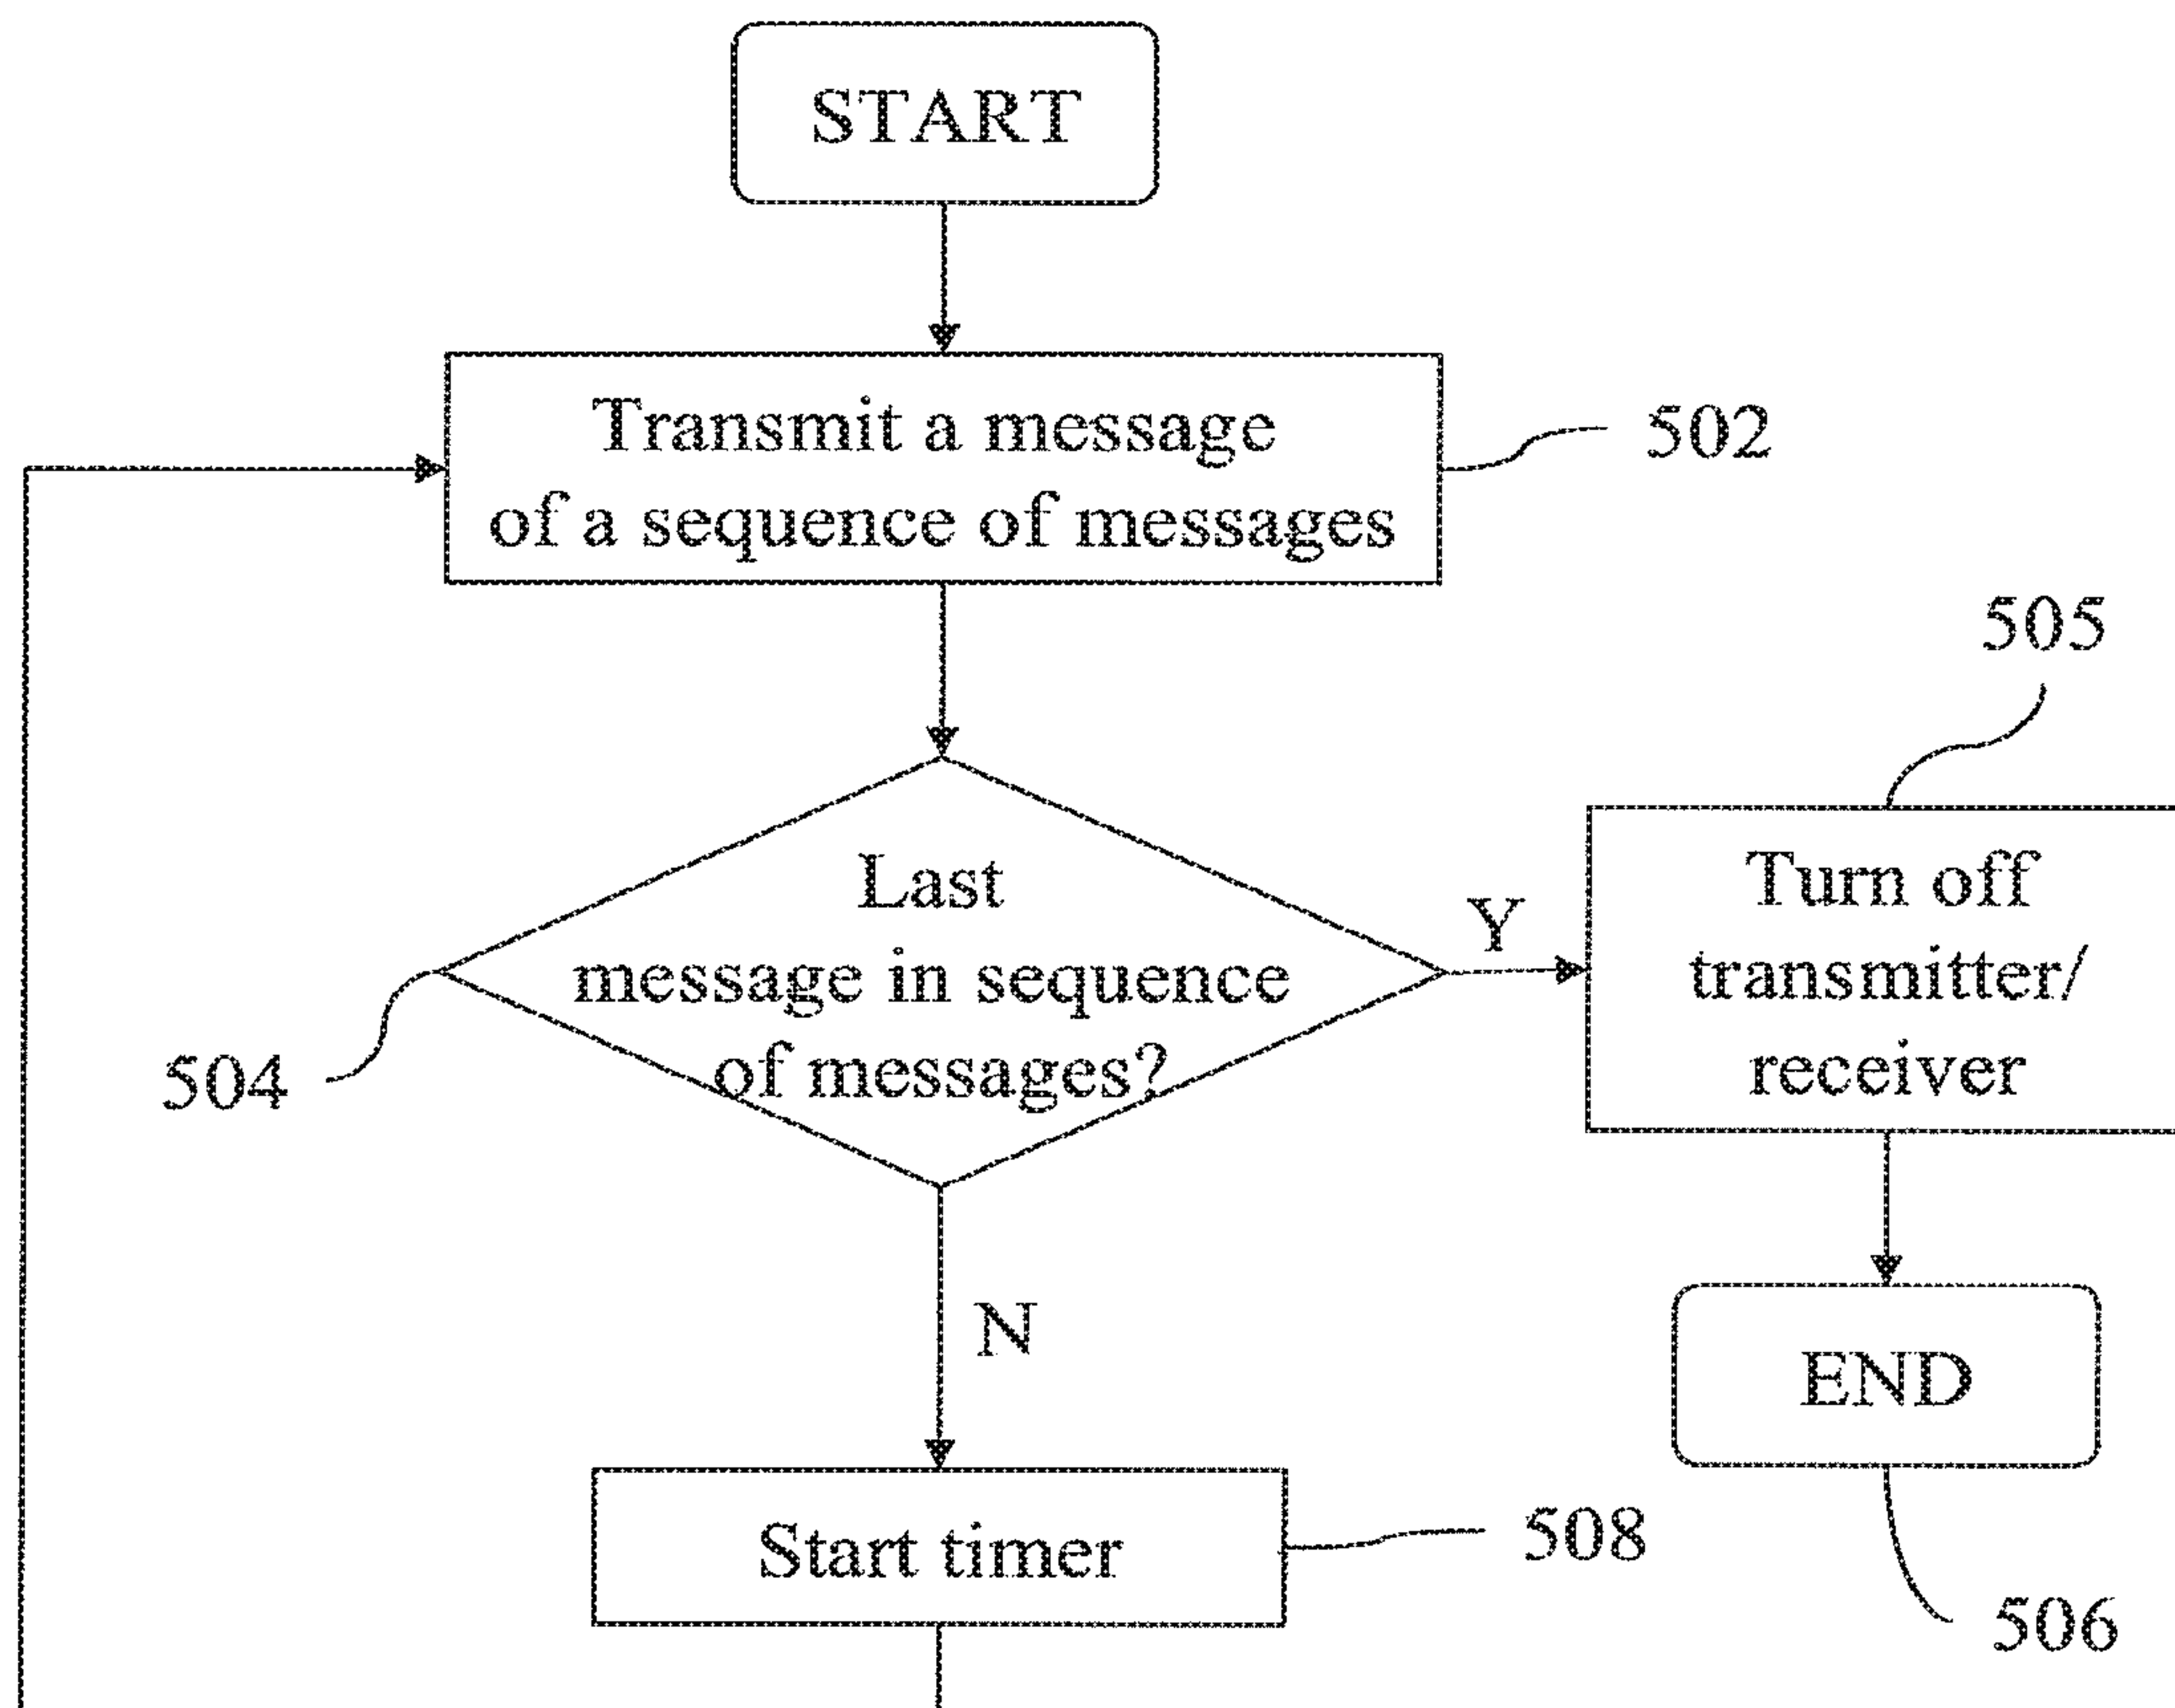 START
Transmit a message
of a sequence of messages
502
505
Last
message in sequence
of messages?
Y
Turn off
transmitter/
receiver
504
N
END
Start timer
508
506